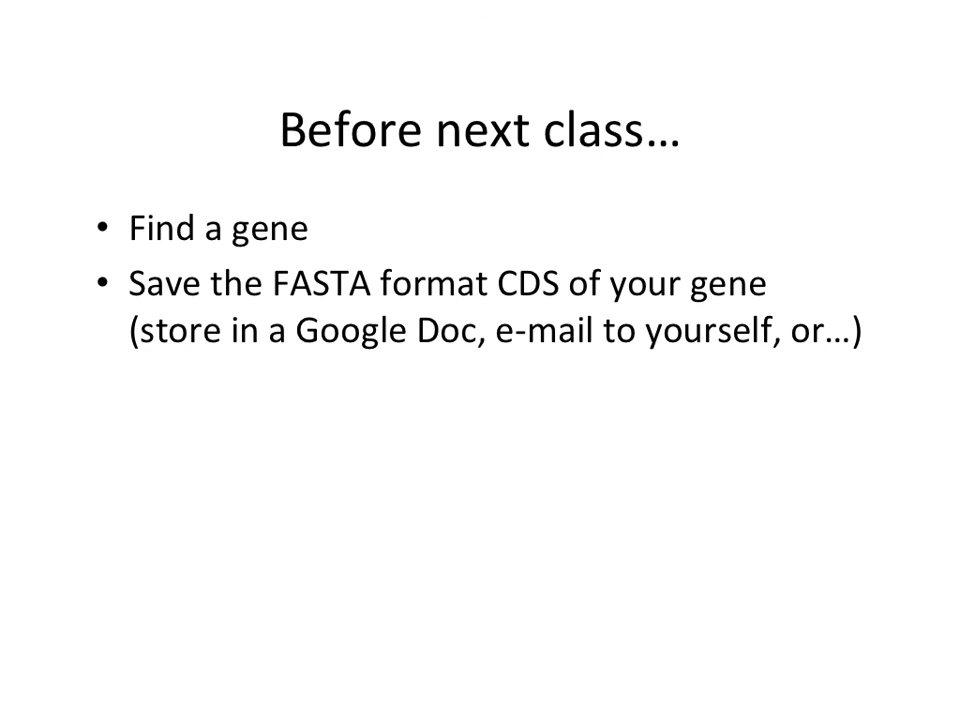 Before next class…
• Find a gene
• Save the FASTA format CDS of your gene
(store in a Google Doc, e-mail to yourself, or…)